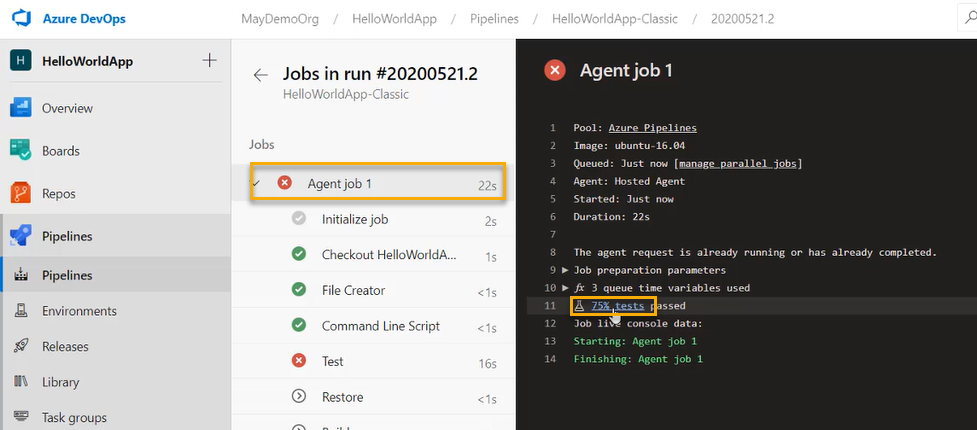 Azure DevOps
MayDemoOrg / HelloWorldApp / Pipelines / HelloWorldApp-Classic / 20200521.2
H HelloWorldApp
Overview
Boards
Repos
Pipelines
Pipelines
Environments
Releases
Library
Task groups
Jobs in run #20200521.2
HelloWorldApp-Classic
Jobs
Agent job 1 22s
Initialize job 2s
Checkout HelloWorldA... 1s
File Creator <1s
Command Line Script <1s
Test 16s
Restore <1s
Agent job 1
1 Pool: Azure Pipelines
2 Image: ubuntu-16.04
3 Queued: Just now [manage parallel jobs]
4 Agent: Hosted Agent
5 Started: Just now
6 Duration: 22s
7
8 The agent request is already running or has already completed.
9 Job preparation parameters
10 fx 3 queue time variables used
11 75% tests passed
12 Job live console data:
13 Starting: Agent job 1
14 Finishing: Agent job 1